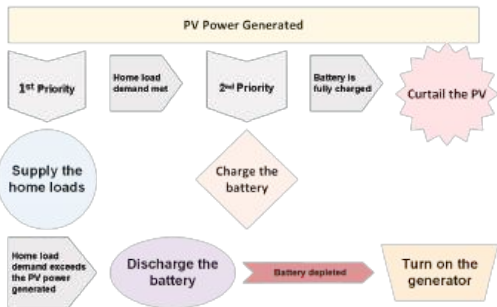 PV Power Generated
1st Priority
Home load
demand met
2nd Priority
Battery is
fully charged
Curtail the PV
Supply the
home loads
Charge the
battery
Home load
demand exceeds
the PV power
generated
Discharge the
battery
Battery depleted
Turn on the
generator